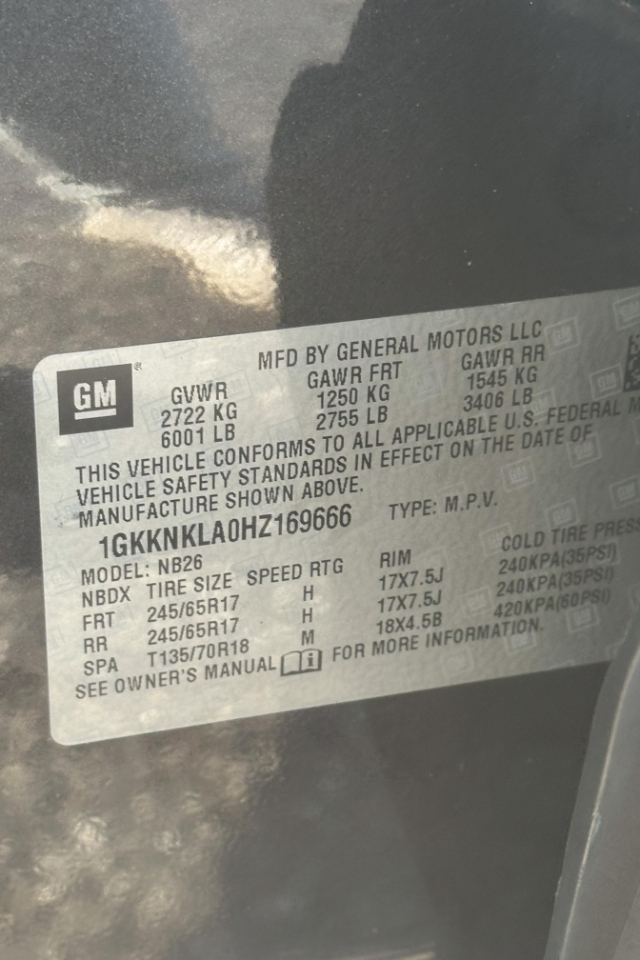 MFD BY GENERAL MOTORS LLC
GM®
GVWR GAWR FRT GAWR RR
2722 KG 1250 KG 1545 KG
6001 LB 2755 LB 3406 LB
THIS VEHICLE CONFORMS TO ALL APPLICABLE U.S. FEDERAL M
VEHICLE SAFETY STANDARDS IN EFFECT ON THE DATE OF
MANUFACTURE SHOWN ABOVE.
1GKKNKLA0HZ169666 TYPE: M.P.V.
MODEL: NB26
NBDX TIRE SIZE SPEED RTG RIM COLD TIRE PRES
FRT 245/65R17 H 17X7.5J 240KPA(35PSI)
RR 245/65R17 H 17X7.5J 240KPA(35PSI)
SPA T135/70R18 M 18X4.5B 420KPA(60PSI)
SEE OWNER'S MANUAL FOR MORE INFORMATION.